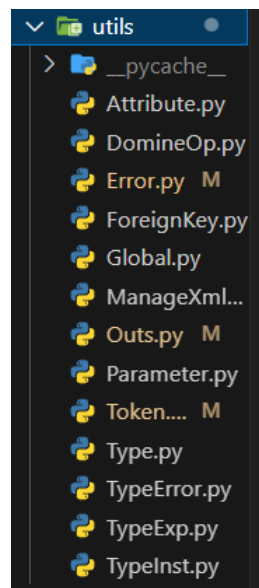 utils
__pycache__
Attribute.py
DomineOp.py
Error.py M
ForeignKey.py
Global.py
ManageXml...
Outs.py M
Parameter.py
Token.... M
Type.py
TypeError.py
TypeExp.py
TypeInst.py